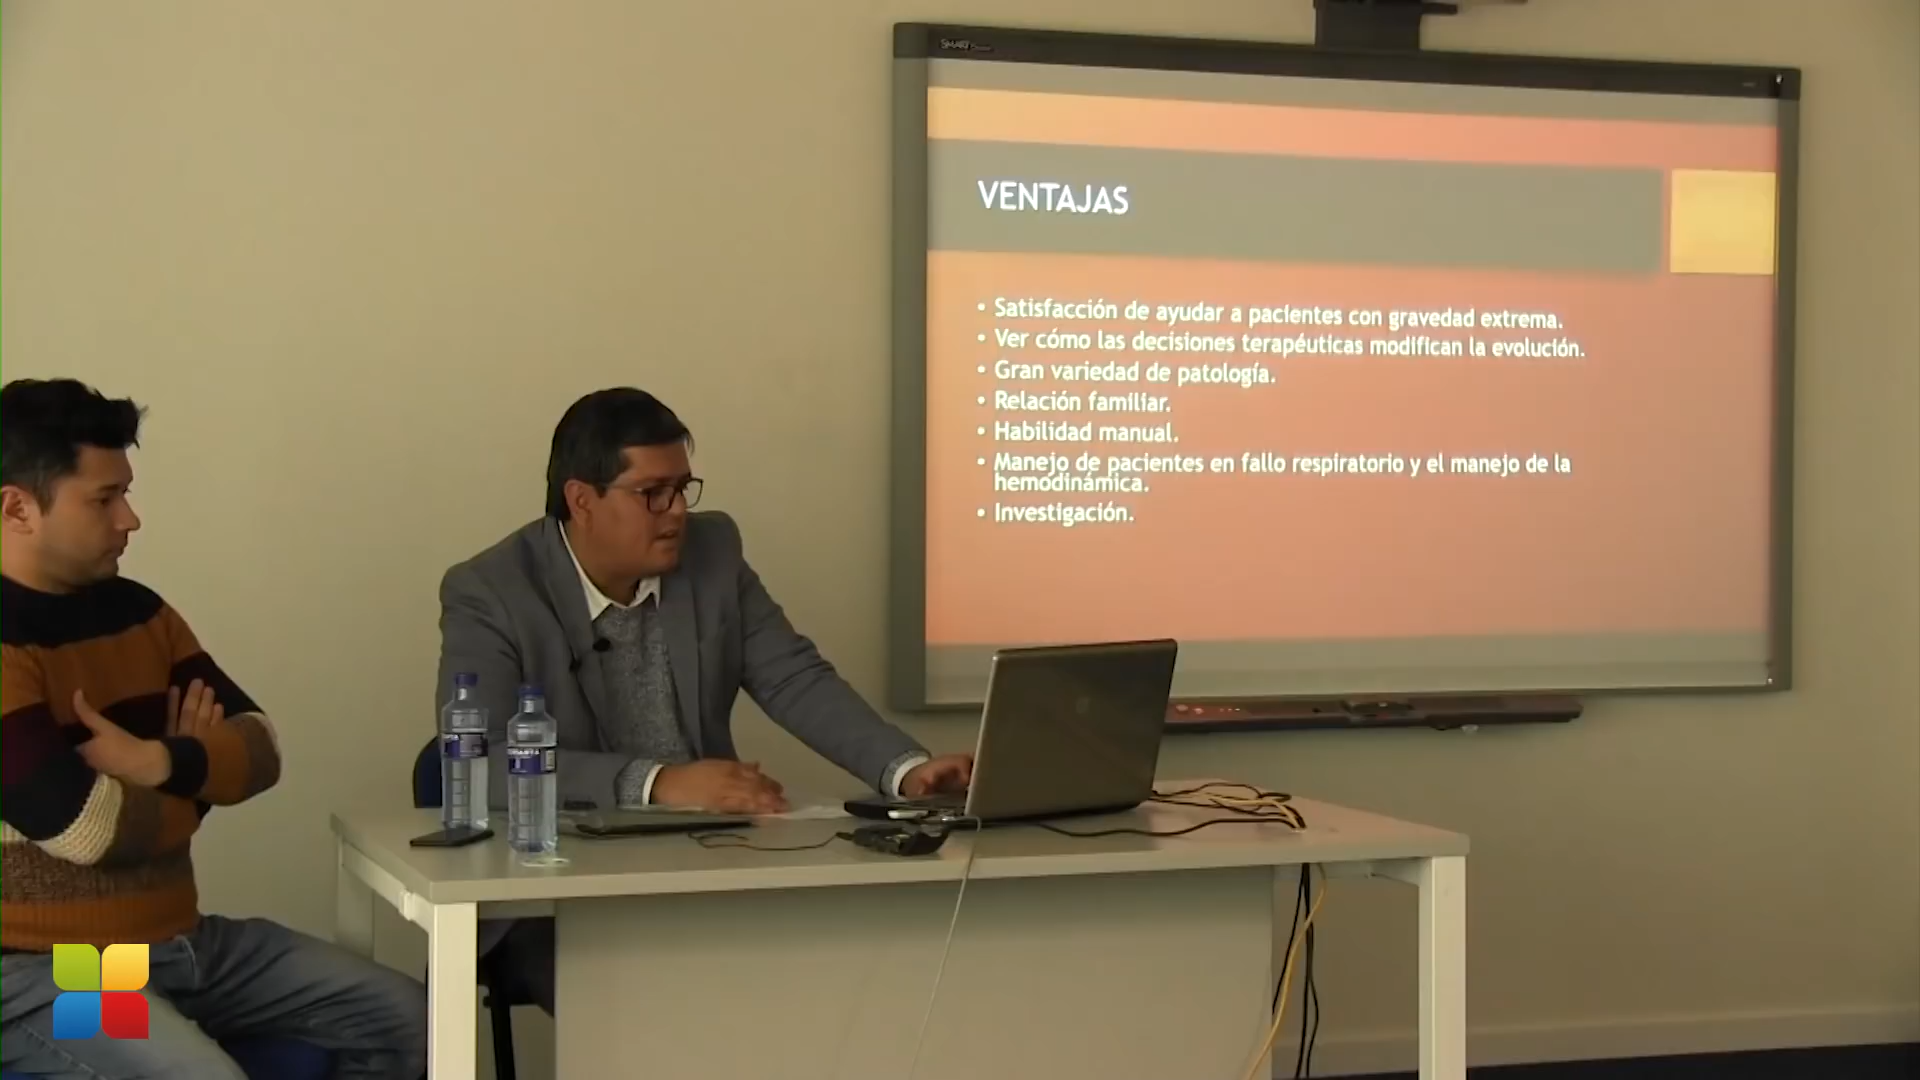 SMART
VENTAJAS
• Satisfacción de ayudar a pacientes con gravedad extrema.
• Ver cómo las decisiones terapéuticas modifican la evolución.
• Gran variedad de patología.
• Relación familiar.
• Habilidad manual.
• Manejo de pacientes en fallo respiratorio y el manejo de la
hemodinámica.
• Investigación.